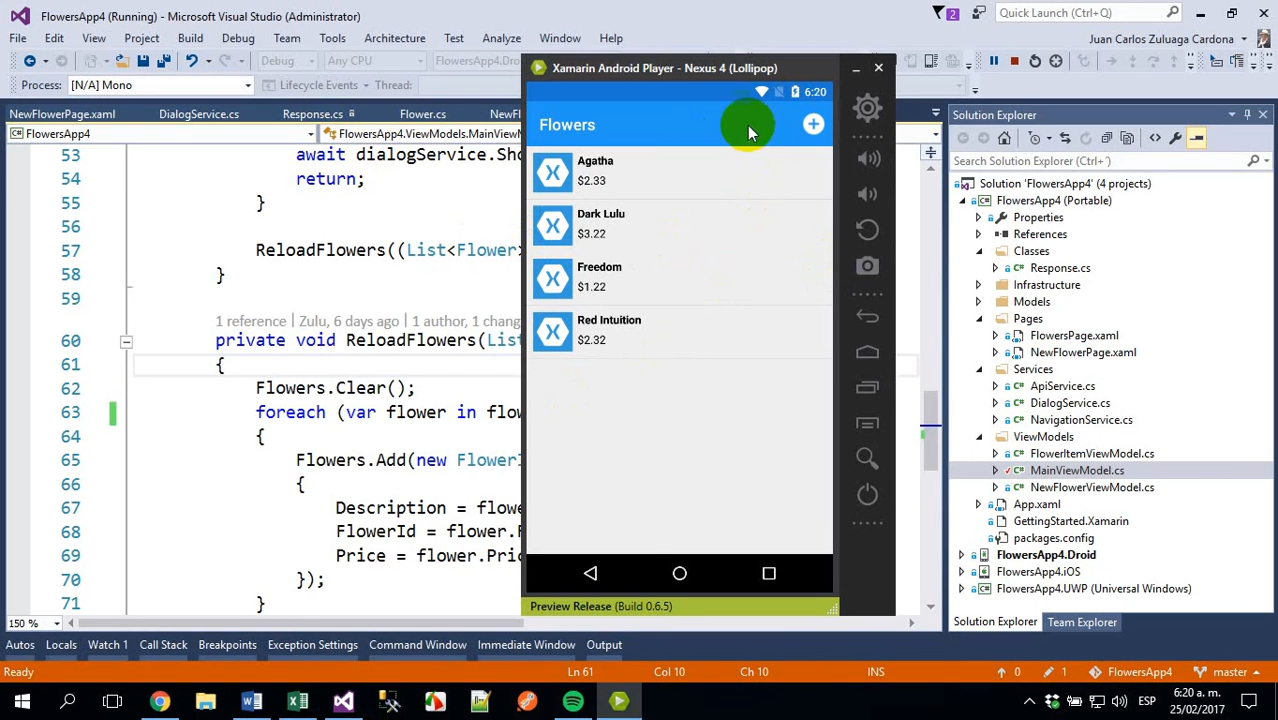 FlowersApp4 (Running) - Microsoft Visual Studio (Administrator)
2
Quick Launch (Ctrl+Q)
File Edit View Project Build Debug Team Tools Architecture Test Analyze Window Help
Juan Carlos Zuluaga Cardona
Debug Any CPU FlowersApp4.D
Process: [N/A] Mono Lifecycle Events
NewFlowerPage.xaml DialogService.cs Response.cs Flower.cs
FlowersApp4 FlowersApp4.ViewModels.MainView
53 await dialogService.Sho
54 return;
55 }
56
57 ReloadFlowers((List<Flower>
58 }
59
1 reference | Zulu, 6 days ago | 1 author, 1 chang
60 private void ReloadFlowers(List
61 {
62 Flowers.Clear();
63 foreach (var flower in flow
64 {
65 Flowers.Add(new FlowerI
66 {
67 Description = flowe
68 FlowerId = flower.F
69 Price = flower.Pric
70 });
71 }
150 %
Xamarin Android Player - Nexus 4 (Lollipop)
6:20
Flowers
Agatha
$2.33
Dark Lulu
$3.22
Freedom
$1.22
Red Intuition
$2.32
Preview Release (Build 0.6.5)
Solution Explorer
Search Solution Explorer (Ctrl+´)
Solution 'FlowersApp4' (4 projects)
FlowersApp4 (Portable)
Properties
References
Classes
Response.cs
Infrastructure
Models
Pages
FlowersPage.xaml
NewFlowerPage.xaml
Services
ApiService.cs
DialogService.cs
NavigationService.cs
ViewModels
FlowerItemViewModel.cs
MainViewModel.cs
NewFlowerViewModel.cs
App.xaml
GettingStarted.Xamarin
packages.config
FlowersApp4.Droid
FlowersApp4.iOS
FlowersApp4.UWP (Universal Windows)
Solution Explorer Team Explorer
Autos Locals Watch 1 Call Stack Breakpoints Exception Settings Command Window Immediate Window Output
Ready Ln 61 Col 10 Ch 10 INS 0 1 FlowersApp4 master
ESP
6:20 a. m.
25/02/2017